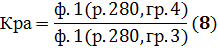 Кра = ф. 1(р. 280, гр. 4) / ф. 1(р. 280, гр. 3) (8)